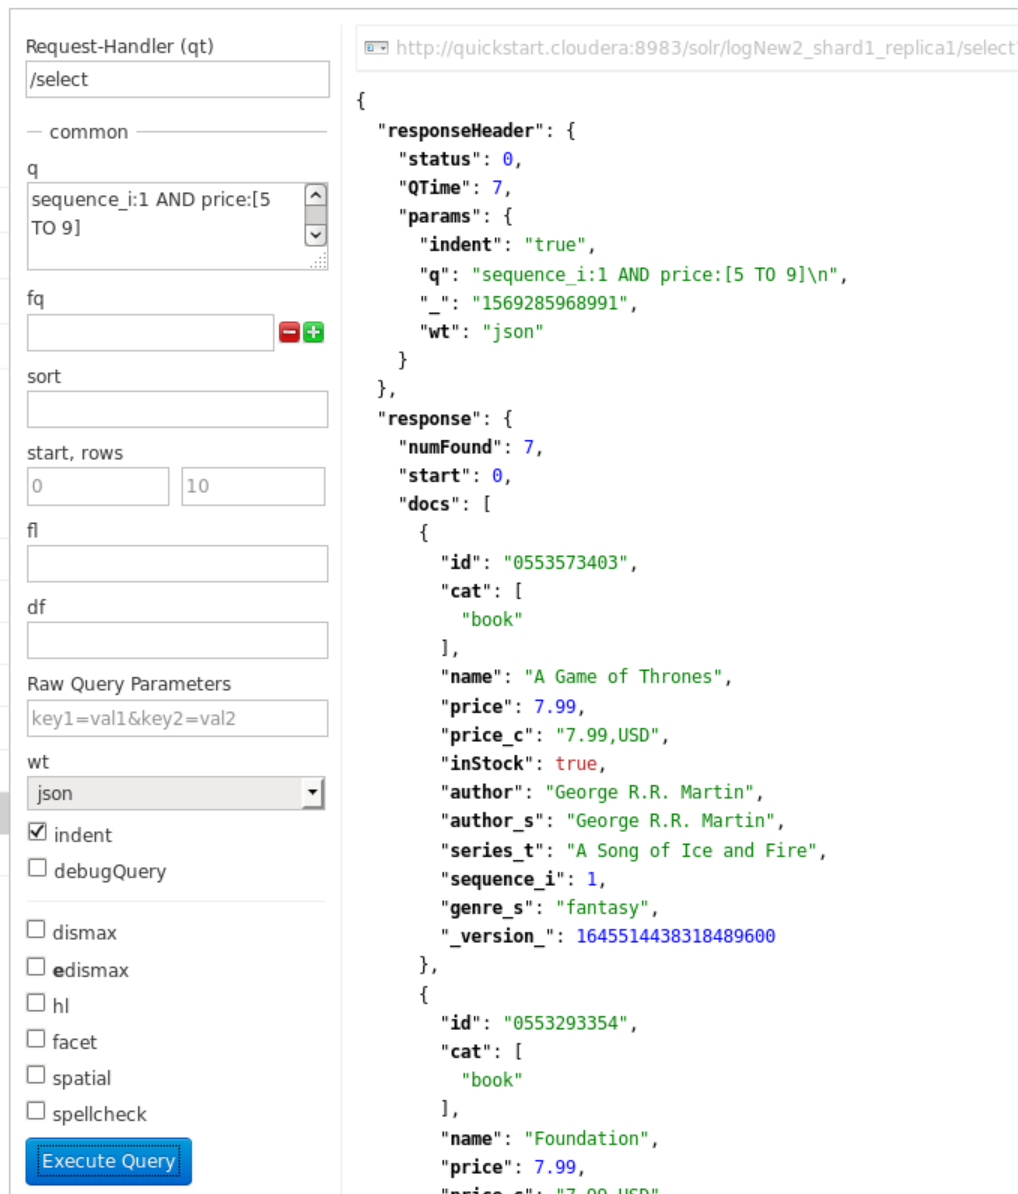 Request-Handler (qt)
/select
common
q
sequence_i:1 AND price:[5
TO 9]
fq
sort
start, rows
0
10
fl
df
Raw Query Parameters
key1=val1&key2=val2
wt
json
indent
debugQuery
dismax
edismax
hl
facet
spatial
spellcheck
Execute Query
http://quickstart.cloudera:8983/solr/logNew2_shard1_replica1/select?
{
"responseHeader": {
"status": 0,
"QTime": 7,
"params": {
"indent": "true",
"q": "sequence_i:1 AND price:[5 TO 9]\n",
"_": "1569285968991",
"wt": "json"
}
},
"response": {
"numFound": 7,
"start": 0,
"docs": [
{
"id": "0553573403",
"cat": [
"book"
],
"name": "A Game of Thrones",
"price": 7.99,
"price_c": "7.99,USD",
"inStock": true,
"author": "George R.R. Martin",
"author_s": "George R.R. Martin",
"series_t": "A Song of Ice and Fire",
"sequence_i": 1,
"genre_s": "fantasy",
"_version_": 1645514438318489600
},
{
"id": "0553293354",
"cat": [
"book"
],
"name": "Foundation",
"price": 7.99,
"price_c": "7.99,USD"